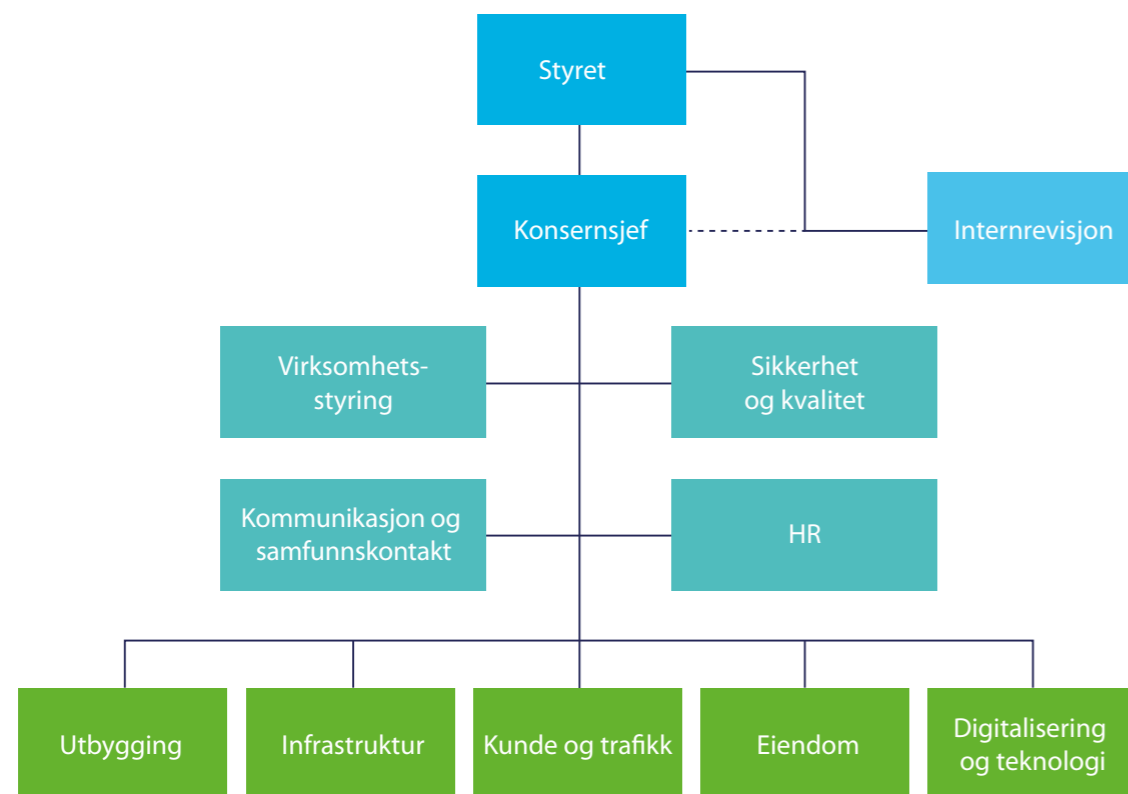 Styret
Konsernsjef
Internrevisjon
Virksomhets-
styring
Sikkerhet
og kvalitet
Kommunikasjon og
samfunnskontakt
HR
Utbygging
Infrastruktur
Kunde og trafikk
Eiendom
Digitalisering
og teknologi